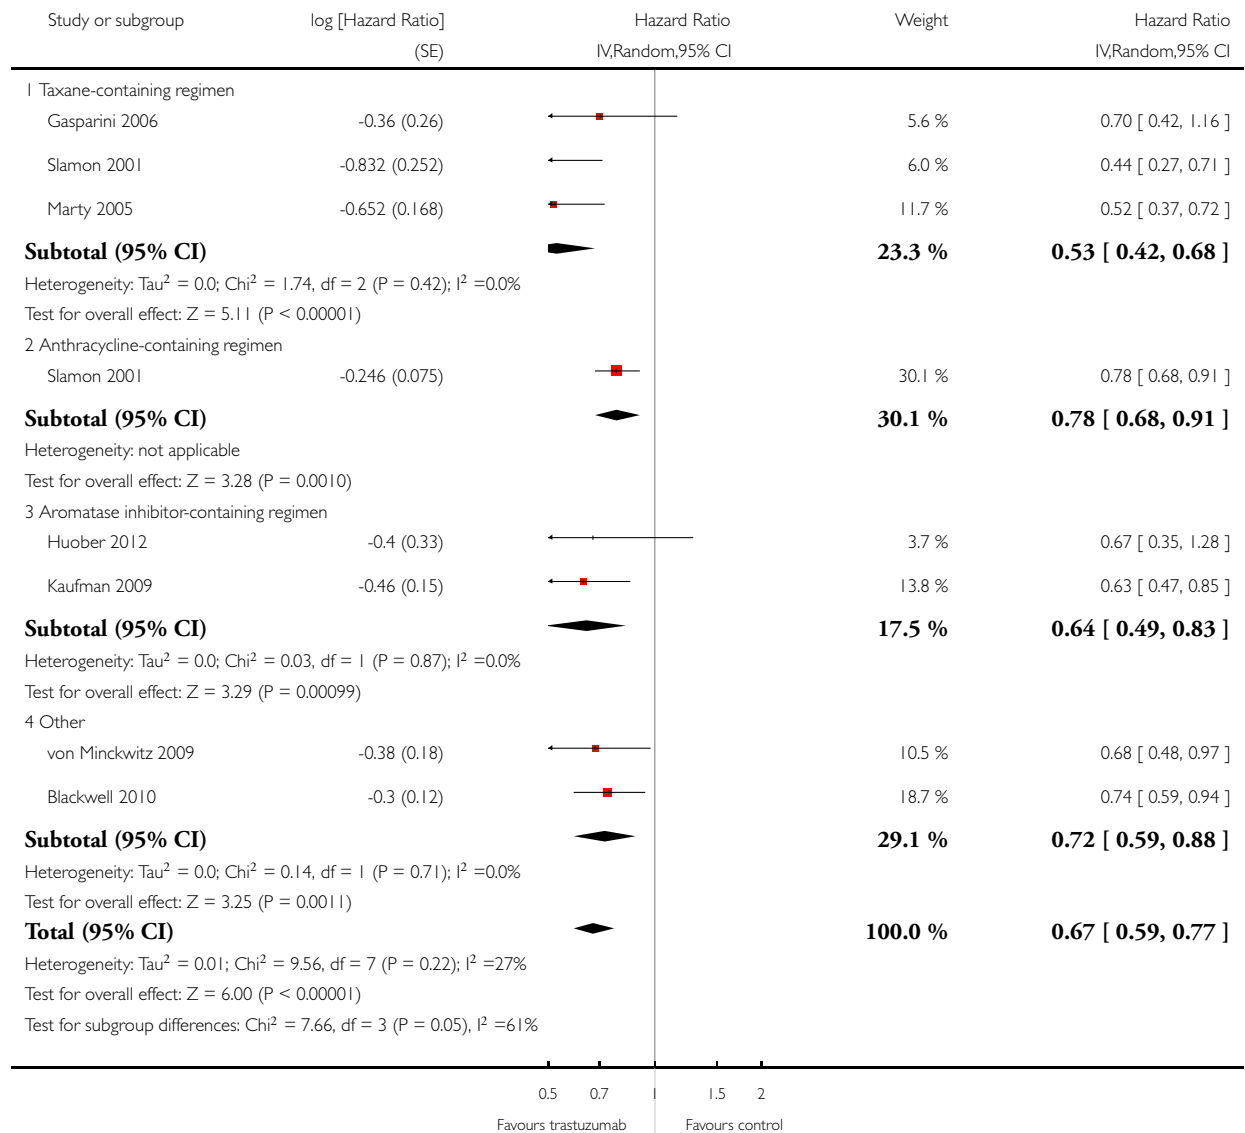 Study or subgroup log [Hazard Ratio] Hazard Ratio Weight Hazard Ratio
(SE) IV,Random,95% CI IV,Random,95% CI
1 Taxane-containing regimen
Gasparini 2006 -0.36 (0.26) 5.6 % 0.70 [ 0.42, 1.16 ]
Slamon 2001 -0.832 (0.252) 6.0 % 0.44 [ 0.27, 0.71 ]
Marty 2005 -0.652 (0.168) 11.7 % 0.52 [ 0.37, 0.72 ]
Subtotal (95% CI) 23.3 % 0.53 [ 0.42, 0.68 ]
Heterogeneity: Tau² = 0.0; Chi² = 1.74, df = 2 (P = 0.42); I² =0.0%
Test for overall effect: Z = 5.11 (P < 0.00001)
2 Anthracycline-containing regimen
Slamon 2001 -0.246 (0.075) 30.1 % 0.78 [ 0.68, 0.91 ]
Subtotal (95% CI) 30.1 % 0.78 [ 0.68, 0.91 ]
Heterogeneity: not applicable
Test for overall effect: Z = 3.28 (P = 0.0010)
3 Aromatase inhibitor-containing regimen
Huober 2012 -0.4 (0.33) 3.7 % 0.67 [ 0.35, 1.28 ]
Kaufman 2009 -0.46 (0.15) 13.8 % 0.63 [ 0.47, 0.85 ]
Subtotal (95% CI) 17.5 % 0.64 [ 0.49, 0.83 ]
Heterogeneity: Tau² = 0.0; Chi² = 0.03, df = 1 (P = 0.87); I² =0.0%
Test for overall effect: Z = 3.29 (P = 0.00099)
4 Other
von Minckwitz 2009 -0.38 (0.18) 10.5 % 0.68 [ 0.48, 0.97 ]
Blackwell 2010 -0.3 (0.12) 18.7 % 0.74 [ 0.59, 0.94 ]
Subtotal (95% CI) 29.1 % 0.72 [ 0.59, 0.88 ]
Heterogeneity: Tau² = 0.0; Chi² = 0.14, df = 1 (P = 0.71); I² =0.0%
Test for overall effect: Z = 3.25 (P = 0.0011)
Total (95% CI) 100.0 % 0.67 [ 0.59, 0.77 ]
Heterogeneity: Tau² = 0.01; Chi² = 9.56, df = 7 (P = 0.22); I² =27%
Test for overall effect: Z = 6.00 (P < 0.00001)
Test for subgroup differences: Chi² = 7.66, df = 3 (P = 0.05), I² =61%
0.5 0.7 1 1.5 2
Favours trastuzumab Favours control